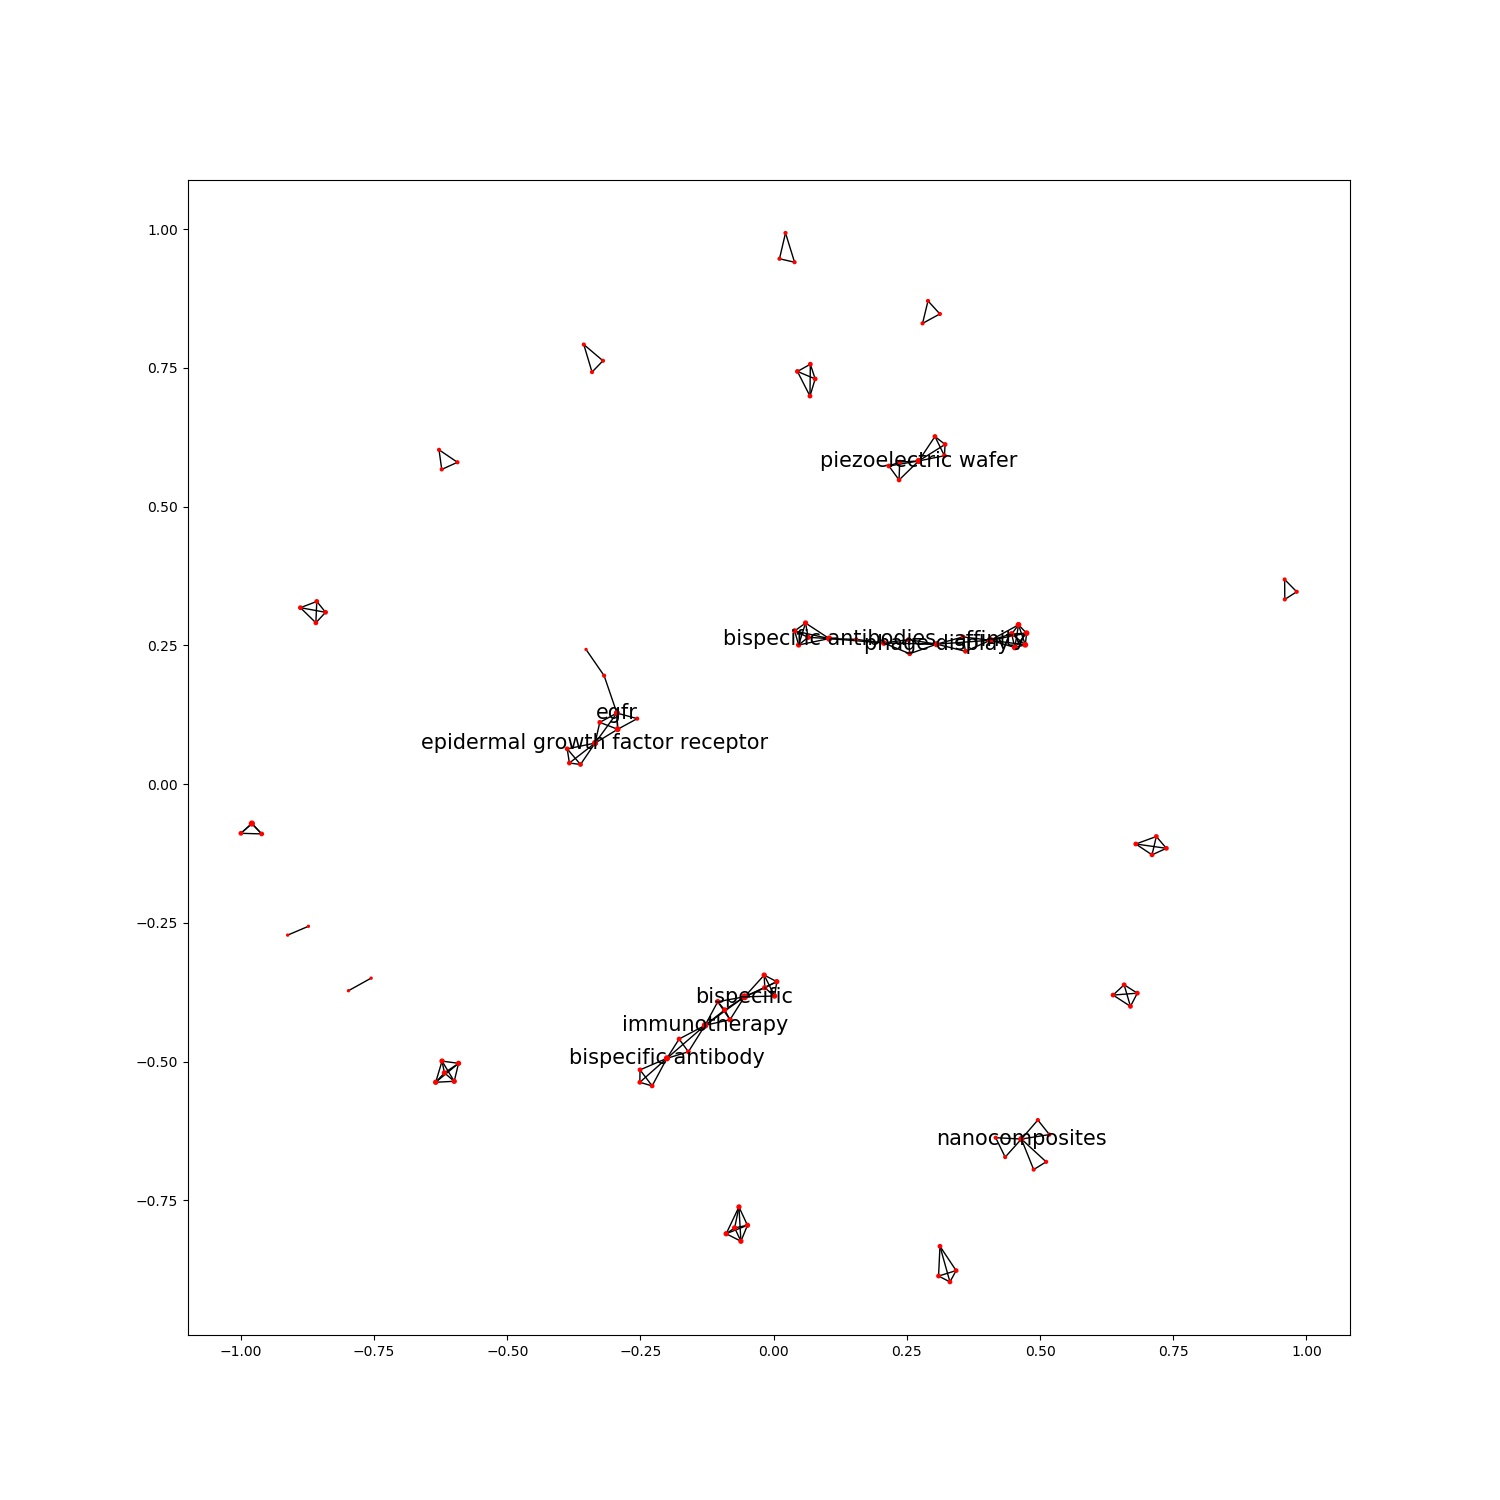 1.00
0.75
piezoelectric wafer
0.50
0.25
bispecific antibodies
affinity
phage display
egfr
epidermal growth factor receptor
0.00
−0.25
bispecific
immunotherapy
bispecific antibody
−0.50
nanocomposites
−0.75
−1.00 −0.75 −0.50 −0.25 0.00 0.25 0.50 0.75 1.00